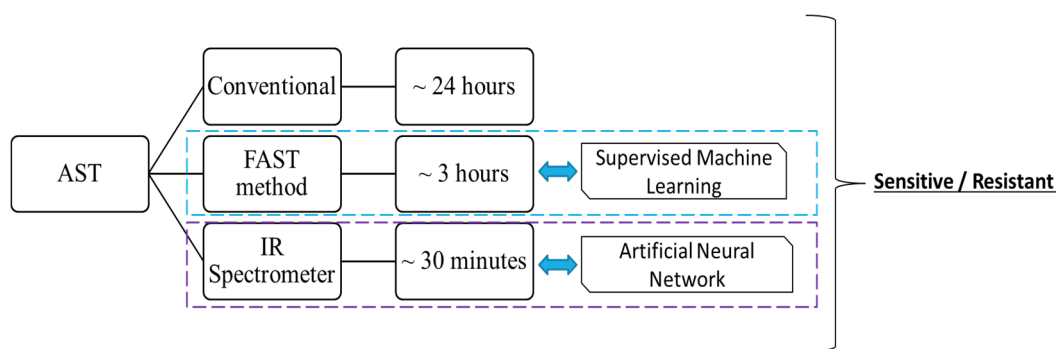 AST
Conventional
~ 24 hours
FAST
method
~ 3 hours
Supervised Machine
Learning
IR
Spectrometer
~ 30 minutes
Artificial Neural
Network
Sensitive / Resistant